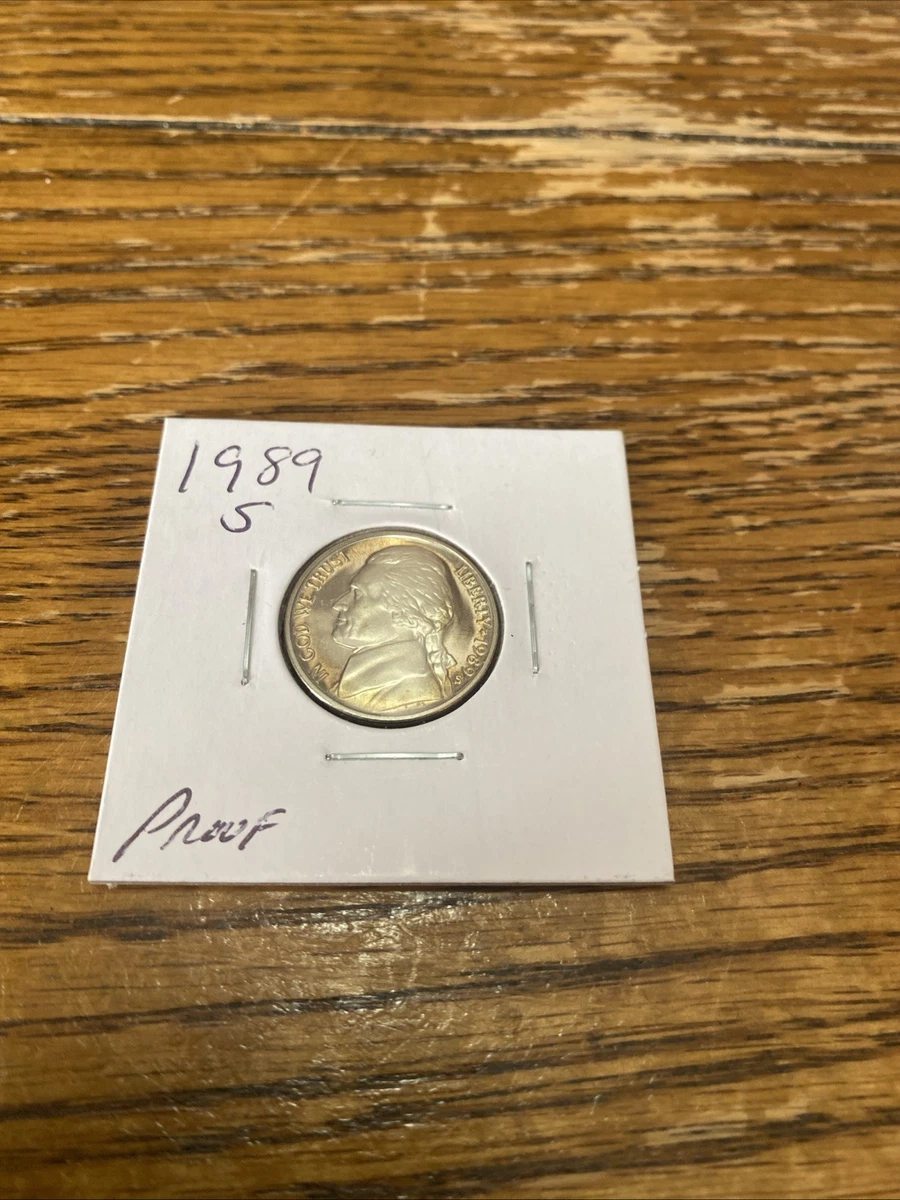 1989
S
IN GOD WE TRUST
LIBERTY
1989
S
PROOF